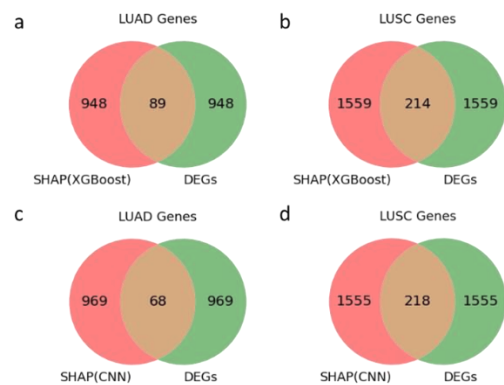 a
LUAD Genes
948 89 948
SHAP(XGBoost) DEGs
b
LUSC Genes
1559 214 1559
SHAP(XGBoost) DEGs
c
LUAD Genes
969 68 969
SHAP(CNN) DEGs
d
LUSC Genes
1555 218 1555
SHAP(CNN) DEGs